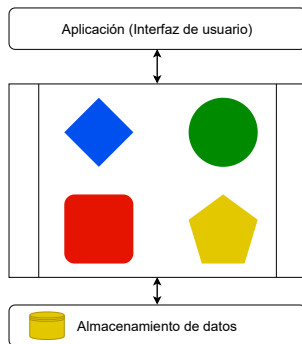 Aplicación (Interfaz de usuario)
Almacenamiento de datos